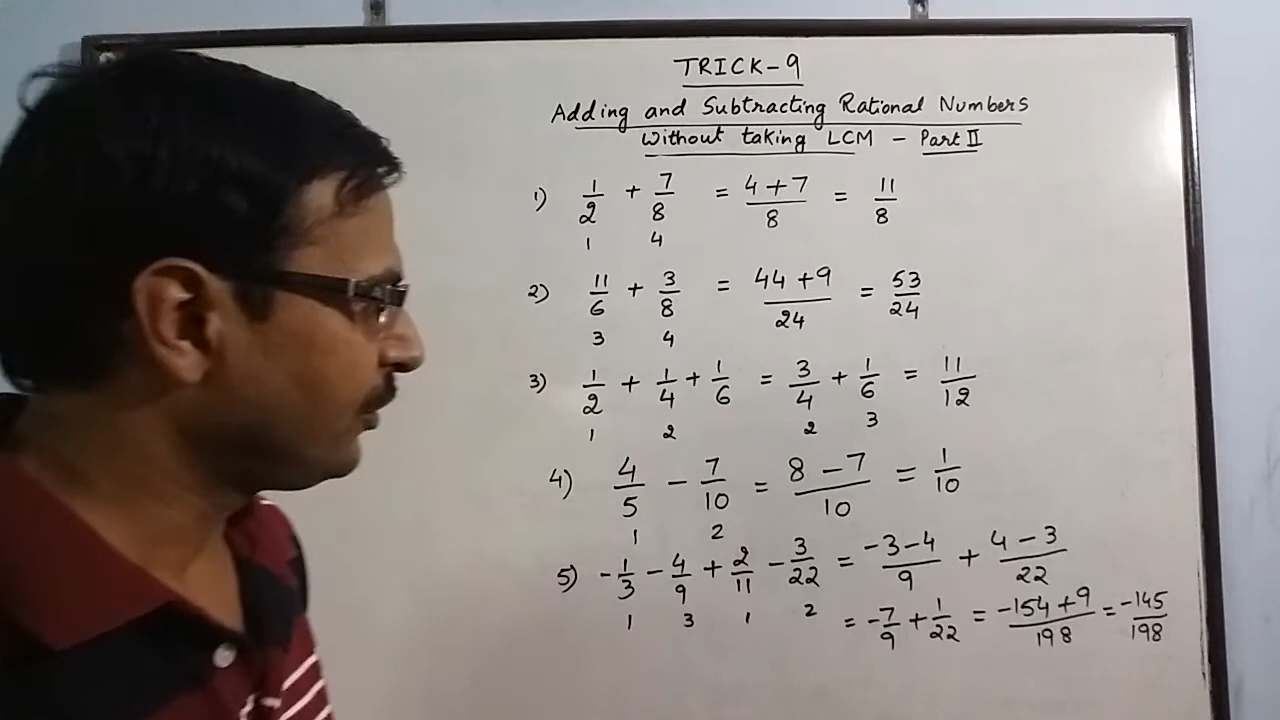 TRICK-9
Adding and Subtracting Rational Numbers
Without taking LCM - Part II
1) 1/2 + 7/8 = (4+7)/8 = 11/8
1 4
2) 11/6 + 3/8 = (44+9)/24 = 53/24
3 4
3) 1/2 + 1/4 + 1/6 = 3/4 + 1/6 = 11/12
1 2 2 3
4) 4/5 - 7/10 = (8-7)/10 = 1/10
1 2
5) -1/3 - 4/9 + 2/11 - 3/22 = (-3-4)/9 + (4-3)/22
1 3 1 2 = -7/9 + 1/22 = (-154+9)/198 = -145/198